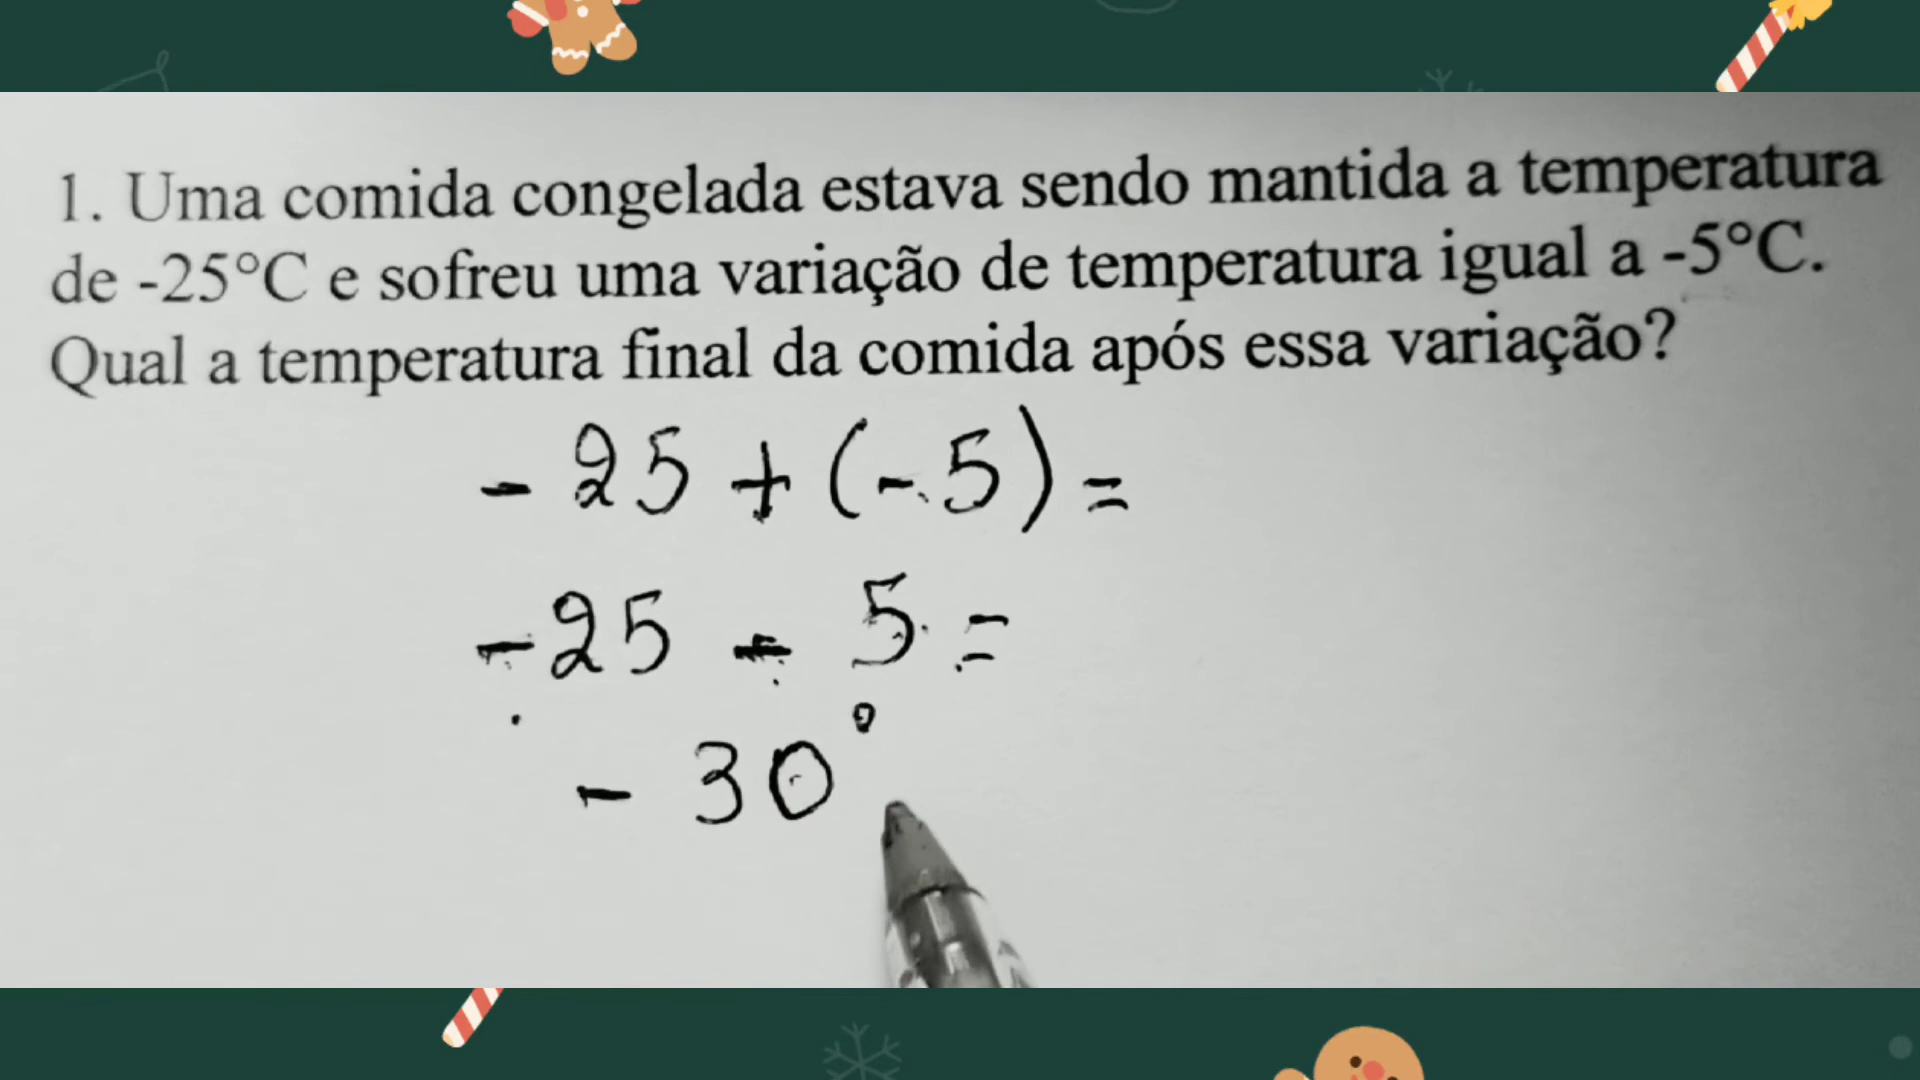 1. Uma comida congelada estava sendo mantida a temperatura
de -25°C e sofreu uma variação de temperatura igual a -5°C.
Qual a temperatura final da comida após essa variação?
- 25 + (- 5) =
- 25 - 5 =
- 30°